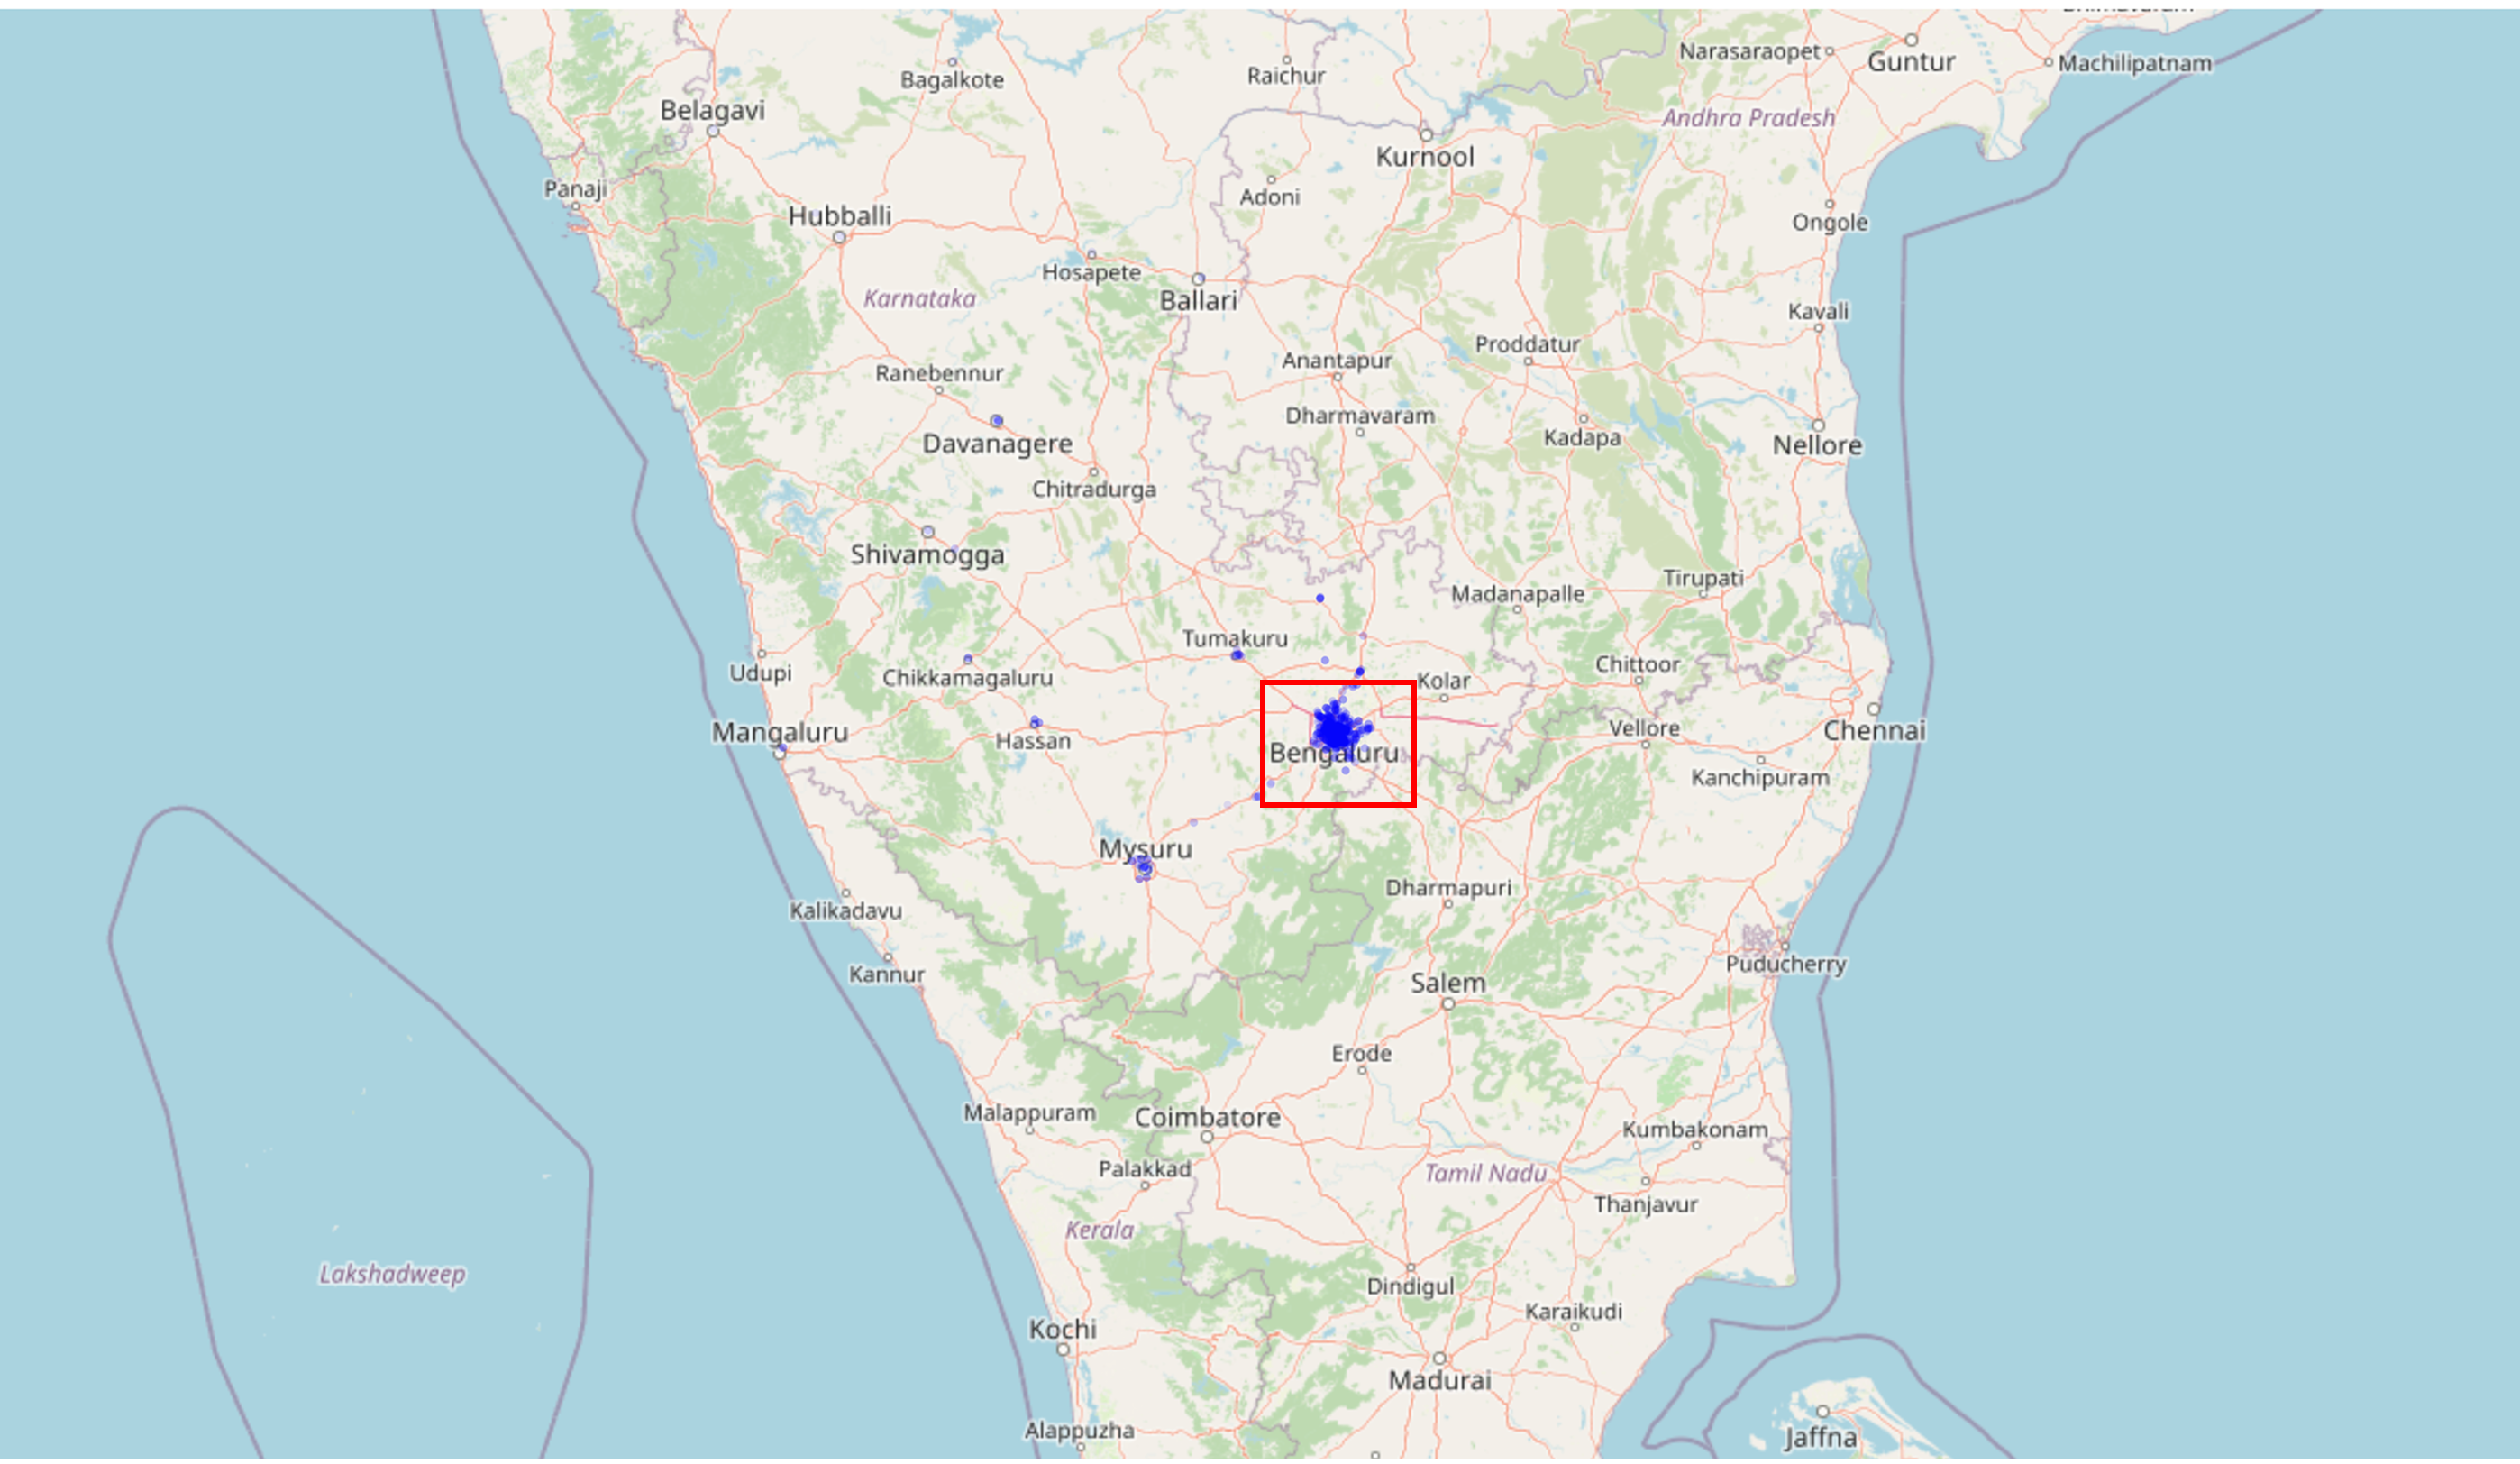 Narasaraopet
Guntur
Machilipatnam
Bagalkote
Raichur
Belagavi
Andhra Pradesh
Kurnool
Panaji
Adoni
Hubballi
Ongole
Hosapete
Karnataka
Ballari
Kavali
Proddatur
Anantapur
Ranebennur
Dharmavaram
Davanagere
Kadapa
Nellore
Chitradurga
Shivamogga
Tirupati
Madanapalle
Tumakuru
Udupi
Chikkamagaluru
Kolar
Chittoor
Mangaluru
Hassan
Bengaluru
Vellore
Chennai
Kanchipuram
Mysuru
Dharmapuri
Kalikadavu
Kannur
Puducherry
Salem
Erode
Malappuram
Coimbatore
Kumbakonam
Palakkad
Tamil Nadu
Thanjavur
Kerala
Lakshadweep
Dindigul
Karaikudi
Kochi
Madurai
Alappuzha
Jaffna